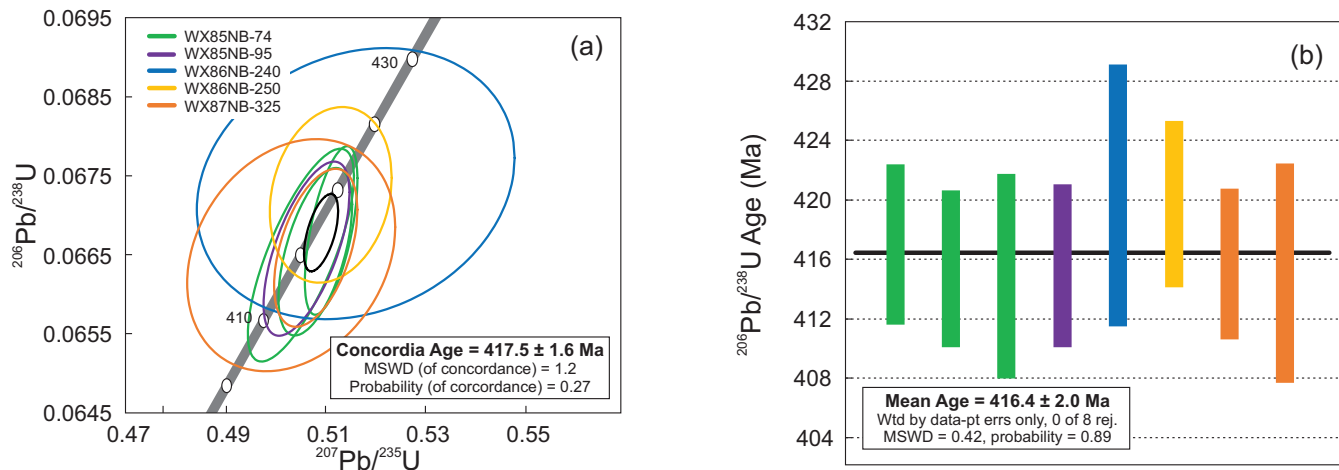 0.0695
0.0685
0.0675
0.0665
0.0655
0.0645
206Pb/238U
WX85NB-74
WX85NB-95
WX86NB-240
WX86NB-250
WX87NB-325
(a)
430
410
Concordia Age = 417.5 ± 1.6 Ma
MSWD (of concordance) = 1.2
Probability (of concordance) = 0.27
0.47 0.49 0.51 0.53 0.55
207Pb/235U
432
428
424
420
416
412
408
404
206Pb/238U Age (Ma)
(b)
Mean Age = 416.4 ± 2.0 Ma
Wtd by data-pt errs only, 0 of 8 rej.
MSWD = 0.42, probability = 0.89